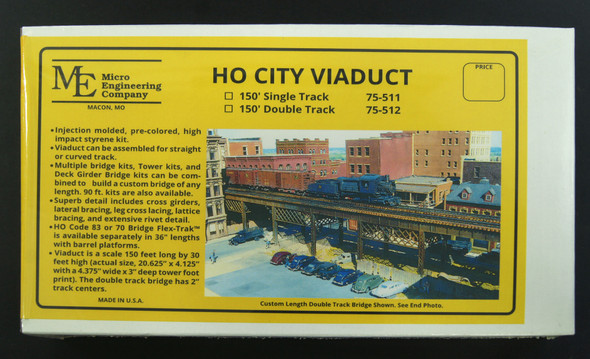 ME Micro
Engineering
Company
MACON, MO
HO CITY VIADUCT
☐ 150' Single Track 75-511
☐ 150' Double Track 75-512
PRICE
•Injection molded, pre-colored, high
impact styrene kit.
•Viaduct can be assembled for straight
or curved track.
•Multiple bridge kits, Tower kits, and
Deck Girder Bridge kits can be com-
bined to build a custom bridge of any
length. 90 ft. kits are also available.
•Superb detail includes cross girders,
lateral bracing, leg cross lacing, lattice
bracing, and extensive rivet detail.
•HO Code 83 or 70 Bridge Flex-Trak™
is available separately in 36" lengths
with barrel platforms.
•Viaduct is a scale 150 feet long by 30
feet high (actual size, 20.625" x 4.125"
with a 4.375" wide x 3" deep tower foot
print). The double track bridge has 2"
track centers.
MADE IN U.S.A.
Custom Length Double Track Bridge Shown. See End Photo.